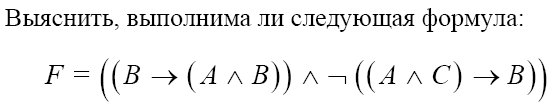 Выяснить, выполнима ли следующая формула:
F = ((B → (A ∧ B)) ∧ ¬ ((A ∧ C) → B))